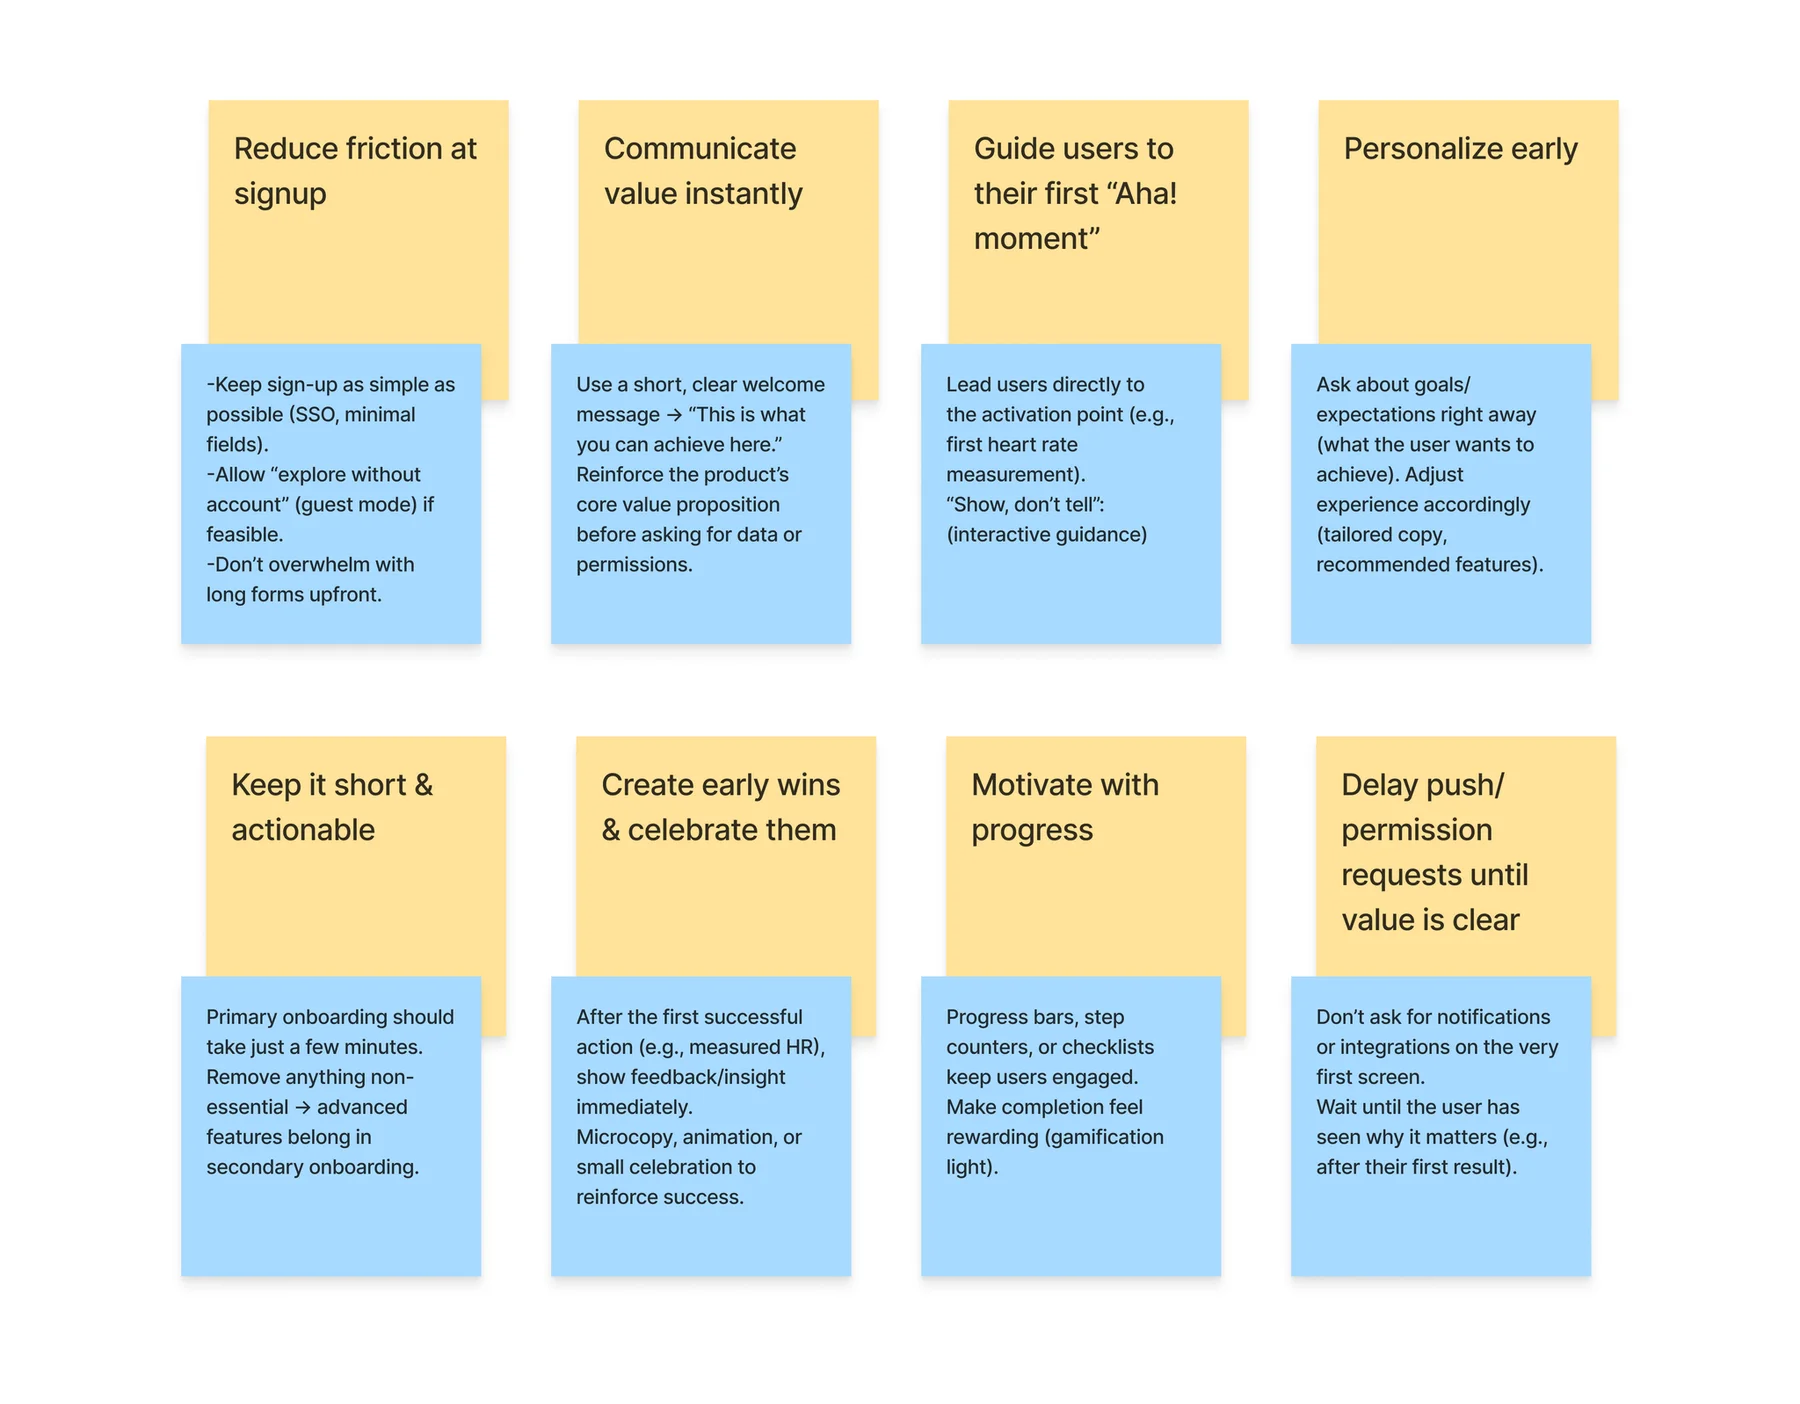 Reduce friction at
signup
-Keep sign-up as simple as
possible (SSO, minimal
fields).
-Allow “explore without
account” (guest mode) if
feasible.
-Don’t overwhelm with
long forms upfront.
Communicate
value instantly
Use a short, clear welcome
message → “This is what
you can achieve here.”
Reinforce the product’s
core value proposition
before asking for data or
permissions.
Guide users to
their first “Aha!
moment”
Lead users directly to
the activation point (e.g.,
first heart rate
measurement).
“Show, don’t tell”:
(interactive guidance)
Personalize early
Ask about goals/
expectations right away
(what the user wants to
achieve). Adjust
experience accordingly
(tailored copy,
recommended features).
Keep it short &
actionable
Primary onboarding should
take just a few minutes.
Remove anything non-
essential → advanced
features belong in
secondary onboarding.
Create early wins
& celebrate them
After the first successful
action (e.g., measured HR),
show feedback/insight
immediately.
Microcopy, animation, or
small celebration to
reinforce success.
Motivate with
progress
Progress bars, step
counters, or checklists
keep users engaged.
Make completion feel
rewarding (gamification
light).
Delay push/
permission
requests until
value is clear
Don’t ask for notifications
or integrations on the very
first screen.
Wait until the user has
seen why it matters (e.g.,
after their first result).